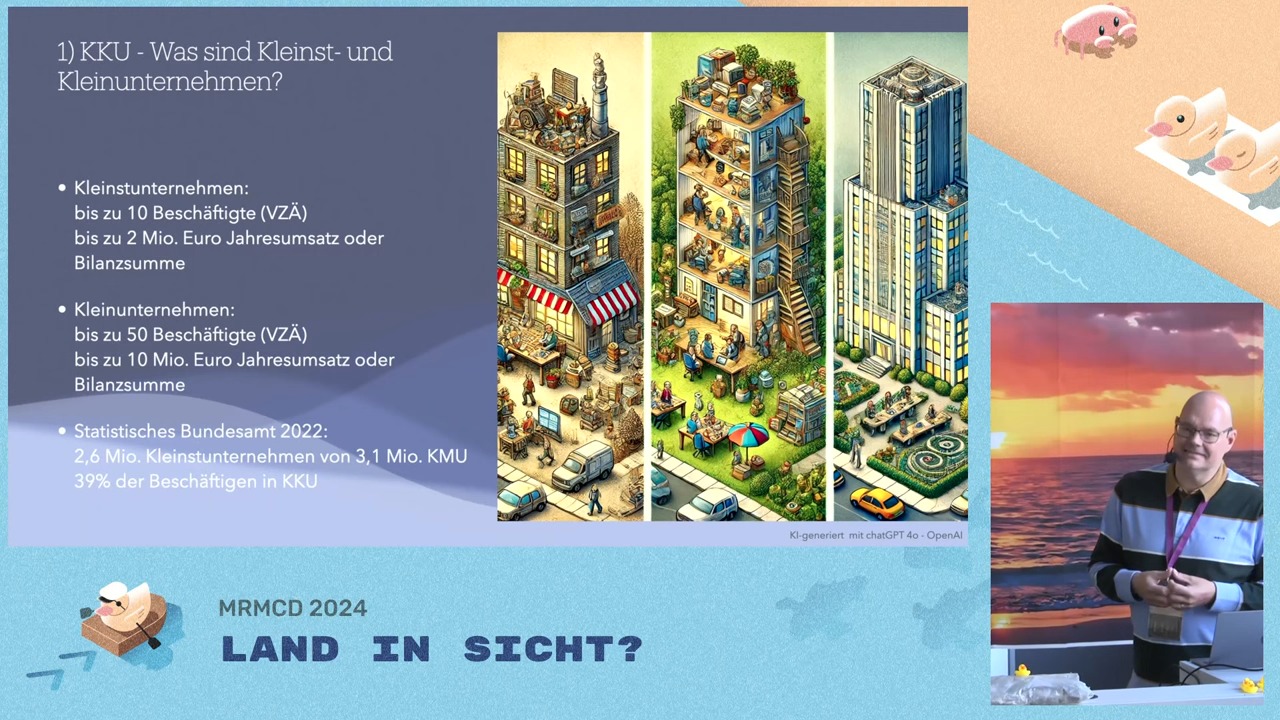 1) KKU - Was sind Kleinst- und
Kleinunternehmen?
• Kleinstunternehmen:
bis zu 10 Beschäftigte (VZÄ)
bis zu 2 Mio. Euro Jahresumsatz oder
Bilanzsumme
• Kleinunternehmen:
bis zu 50 Beschäftigte (VZÄ)
bis zu 10 Mio. Euro Jahresumsatz oder
Bilanzsumme
• Statistisches Bundesamt 2022:
2,6 Mio. Kleinstunternehmen von 3,1 Mio. KMU
39% der Beschäftigen in KKU
KI-generiert mit chatGPT 4o - OpenAI
MRMCD 2024
LAND IN SICHT?